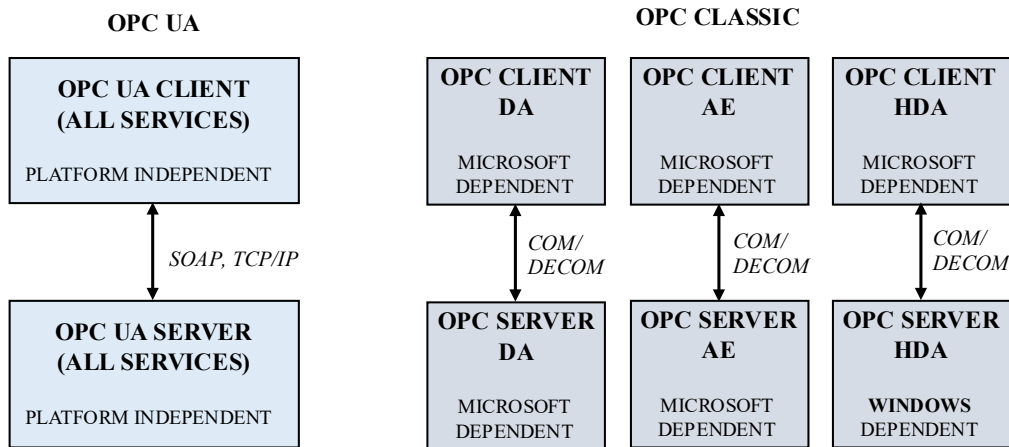 OPC UA
OPC UA CLIENT
(ALL SERVICES)
PLATFORM INDEPENDENT
SOAP, TCP/IP
OPC UA SERVER
(ALL SERVICES)
PLATFORM INDEPENDENT
OPC CLASSIC
OPC CLIENT
DA
MICROSOFT
DEPENDENT
COM/
DECOM
OPC SERVER
DA
MICROSOFT
DEPENDENT
OPC CLIENT
AE
MICROSOFT
DEPENDENT
COM/
DECOM
OPC SERVER
AE
MICROSOFT
DEPENDENT
OPC CLIENT
HDA
MICROSOFT
DEPENDENT
COM/
DECOM
OPC SERVER
HDA
WINDOWS
DEPENDENT